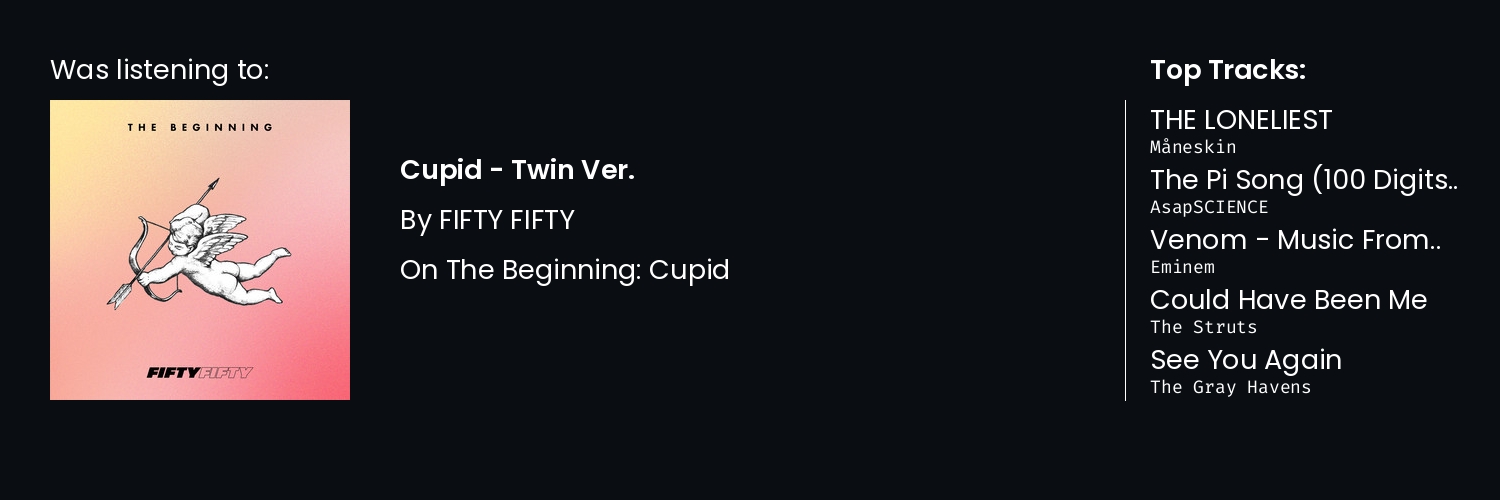 Was listening to:
THE BEGINNING
FIFTYFIFTY
Cupid - Twin Ver.
By FIFTY FIFTY
On The Beginning: Cupid
Top Tracks:
THE LONELIEST
Måneskin
The Pi Song (100 Digits..
AsapSCIENCE
Venom - Music From..
Eminem
Could Have Been Me
The Struts
See You Again
The Gray Havens